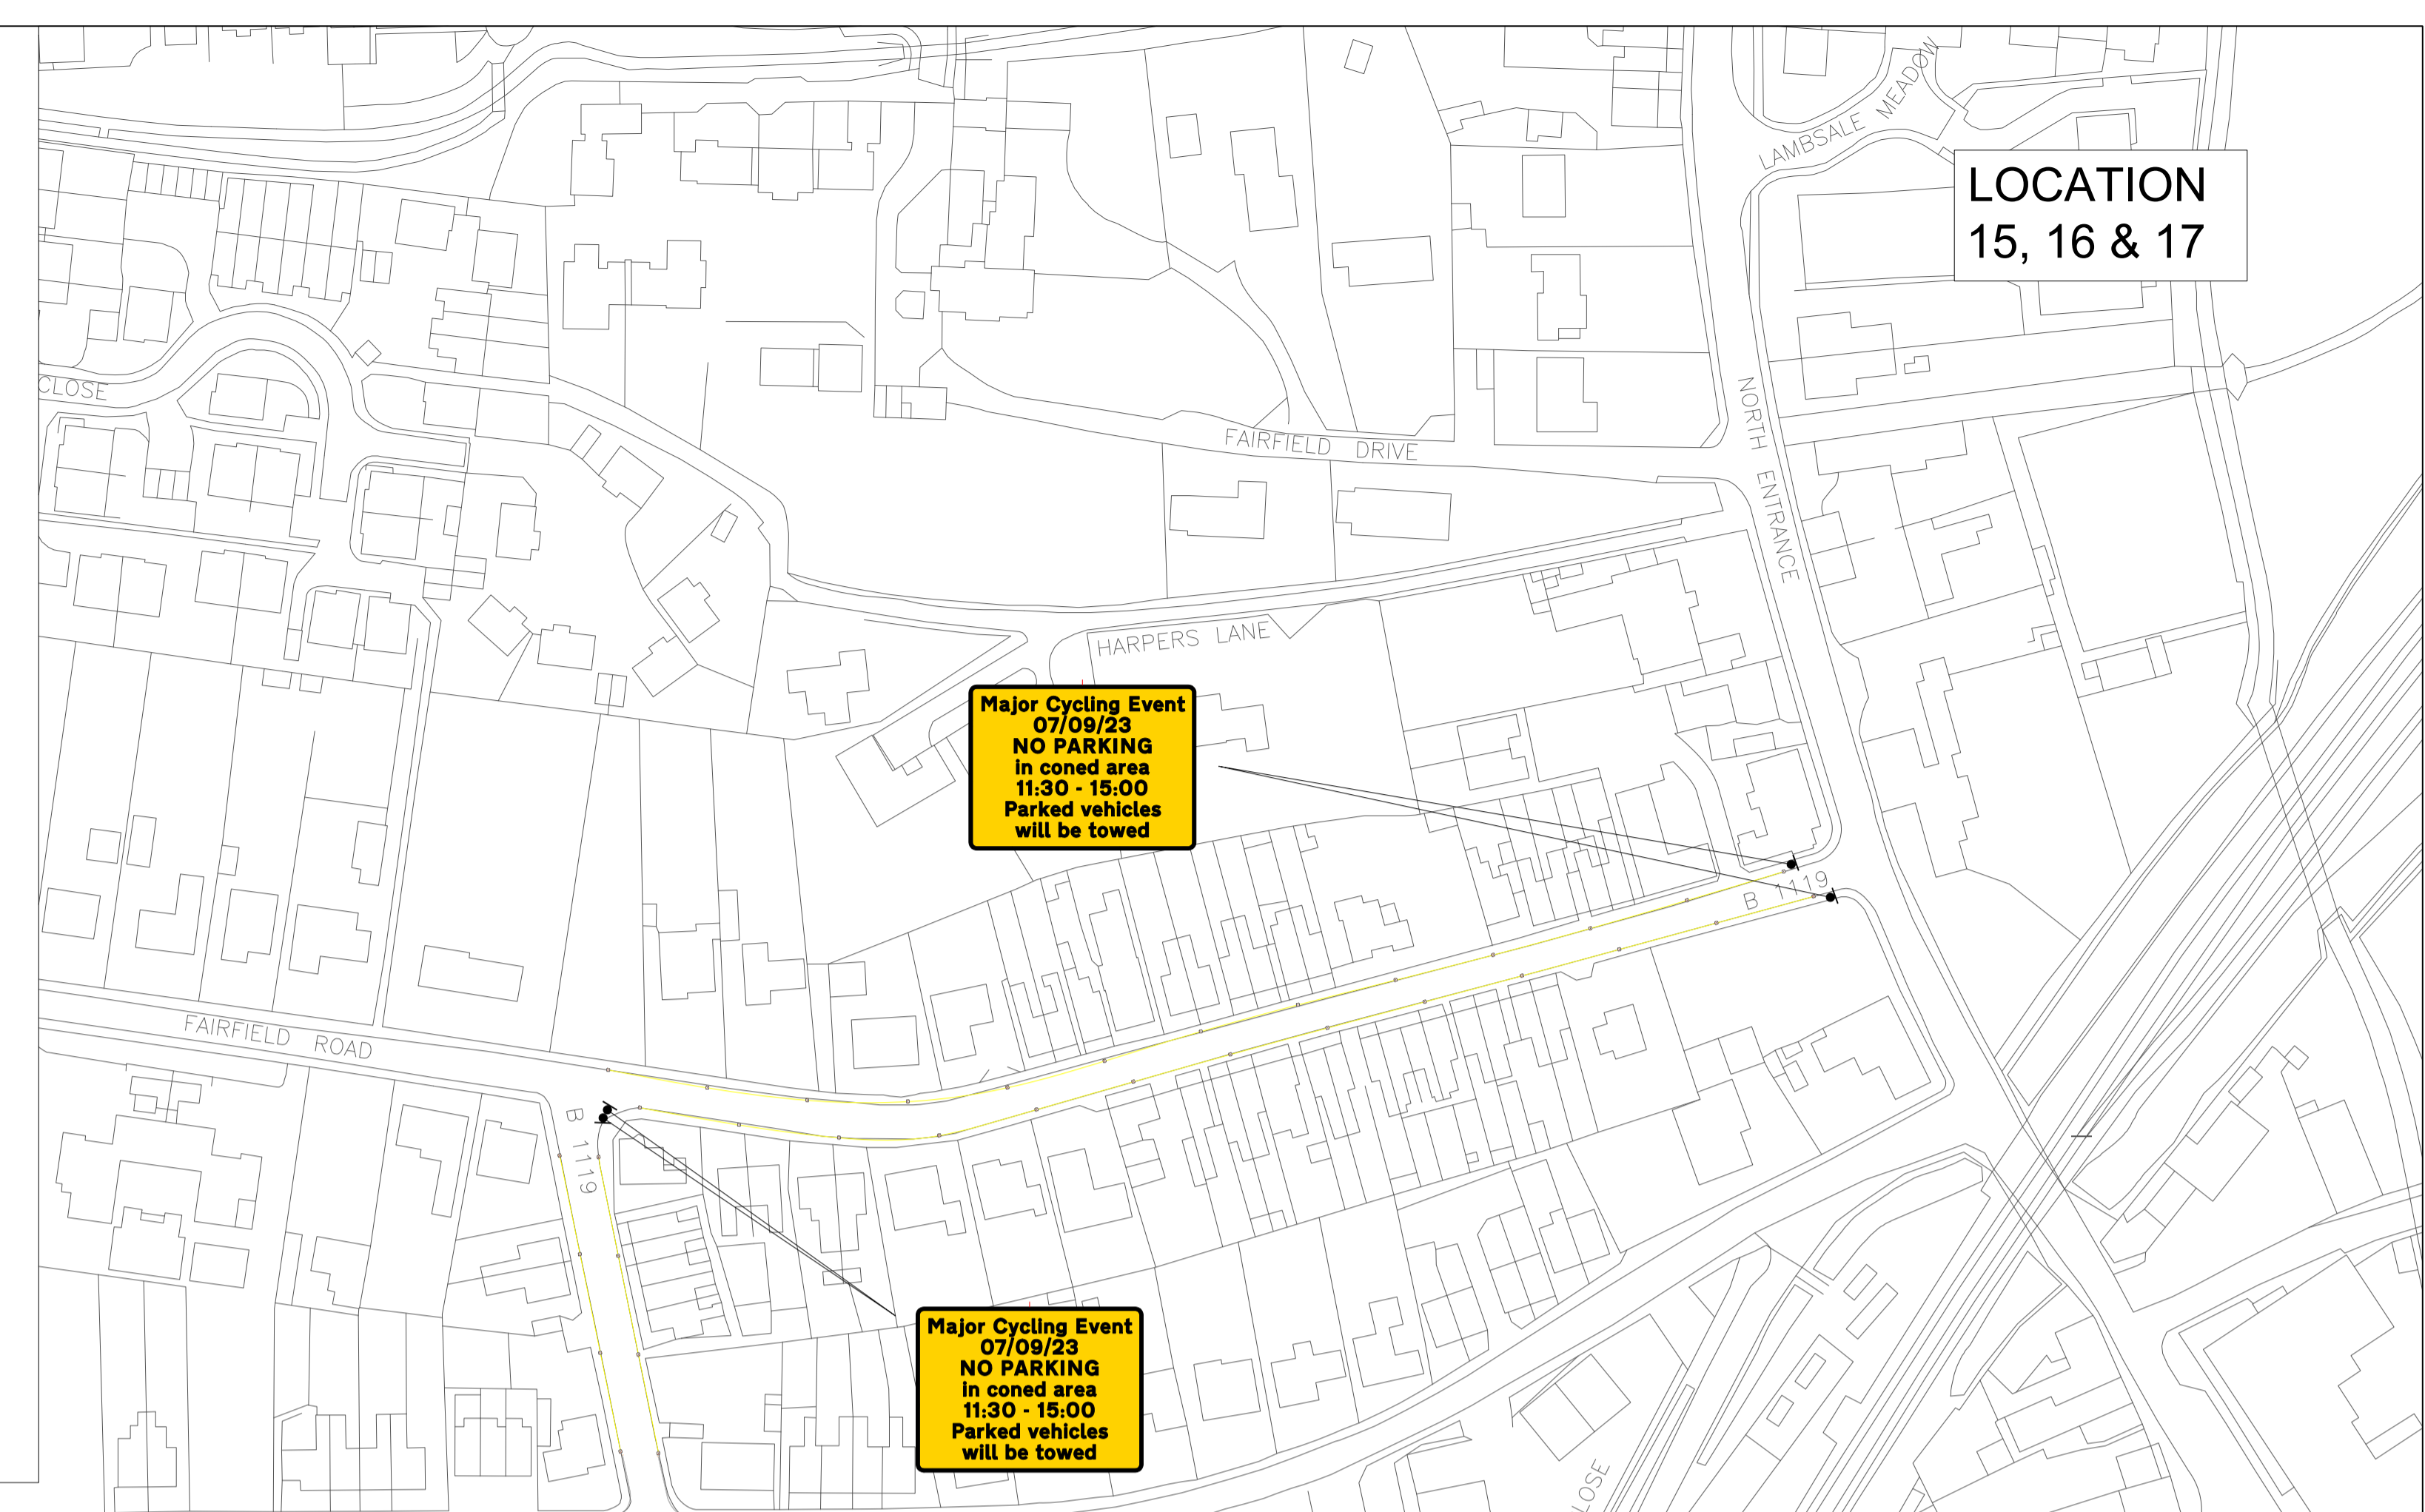 LAMBSALE MEADOW
LOCATION
15, 16 & 17
CLOSE
NORTH ENTRANCE
FAIRFIELD DRIVE
HARPERS LANE
Major Cycling Event
07/09/23
NO PARKING
in coned area
11:30 - 15:00
Parked vehicles
will be towed
B 1119
FAIRFIELD ROAD
B 1119
Major Cycling Event
07/09/23
NO PARKING
in coned area
11:30 - 15:00
Parked vehicles
will be towed
LOSE